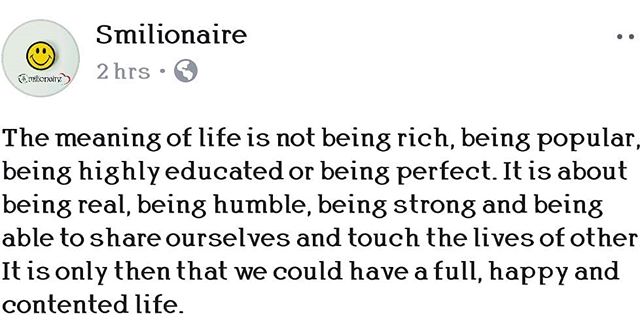 Smilionaire
2 hrs
The meaning of life is not being rich, being popular,
being highly educated or being perfect. It is about
being real, being humble, being strong and being
able to share ourselves and touch the lives of other
It is only then that we could have a full, happy and
contented life.